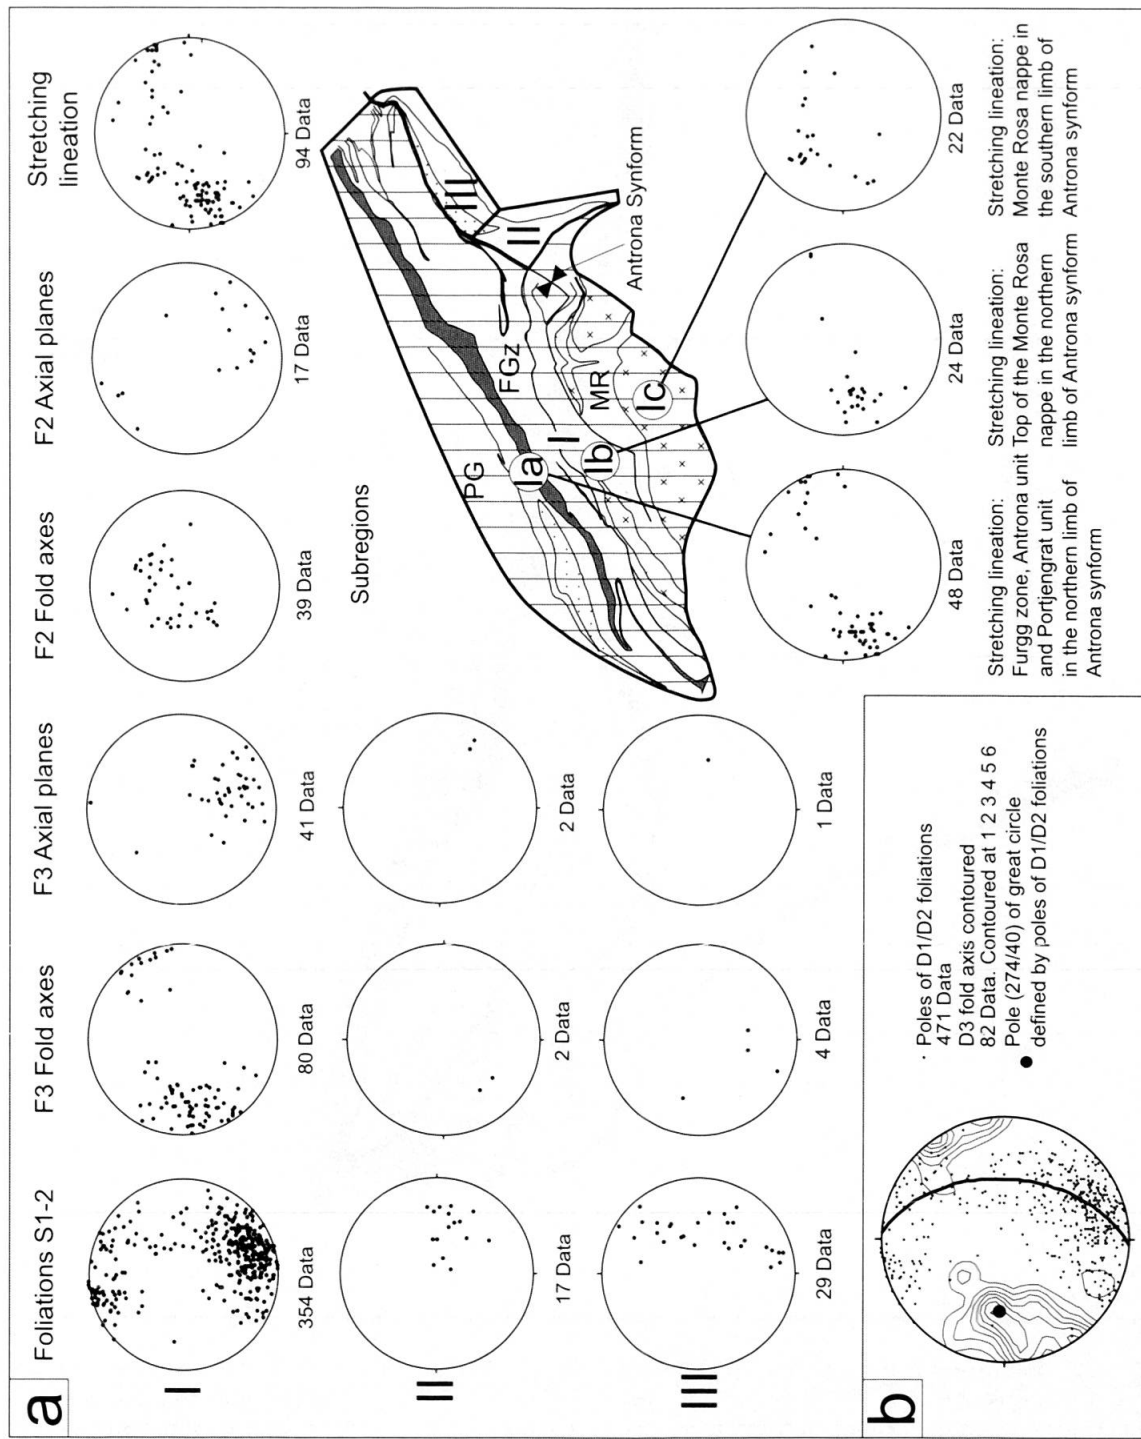 a
Foliations S1-2
F3 Fold axes
F3 Axial planes
F2 Fold axes
F2 Axial planes
Stretching
lineation
I
354 Data
80 Data
41 Data
39 Data
17 Data
94 Data
II
17 Data
2 Data
2 Data
III
29 Data
4 Data
1 Data
Subregions
PG
FGz
III
II
Ia
I
Ib
MR
Ic
Antrona Synform
48 Data
24 Data
22 Data
Stretching lineation:
Furgg zone, Antrona unit
and Portjengrat unit
in the northern limb of
Antrona synform
Stretching lineation:
Top of the Monte Rosa
nappe in the northern
limb of Antrona synform
Stretching lineation:
Monte Rosa nappe in
the southern limb of
Antrona synform
b
· Poles of D1/D2 foliations
471 Data
D3 fold axis contoured
82 Data. Contoured at 1 2 3 4 5 6
Pole (274/40) of great circle
defined by poles of D1/D2 foliations